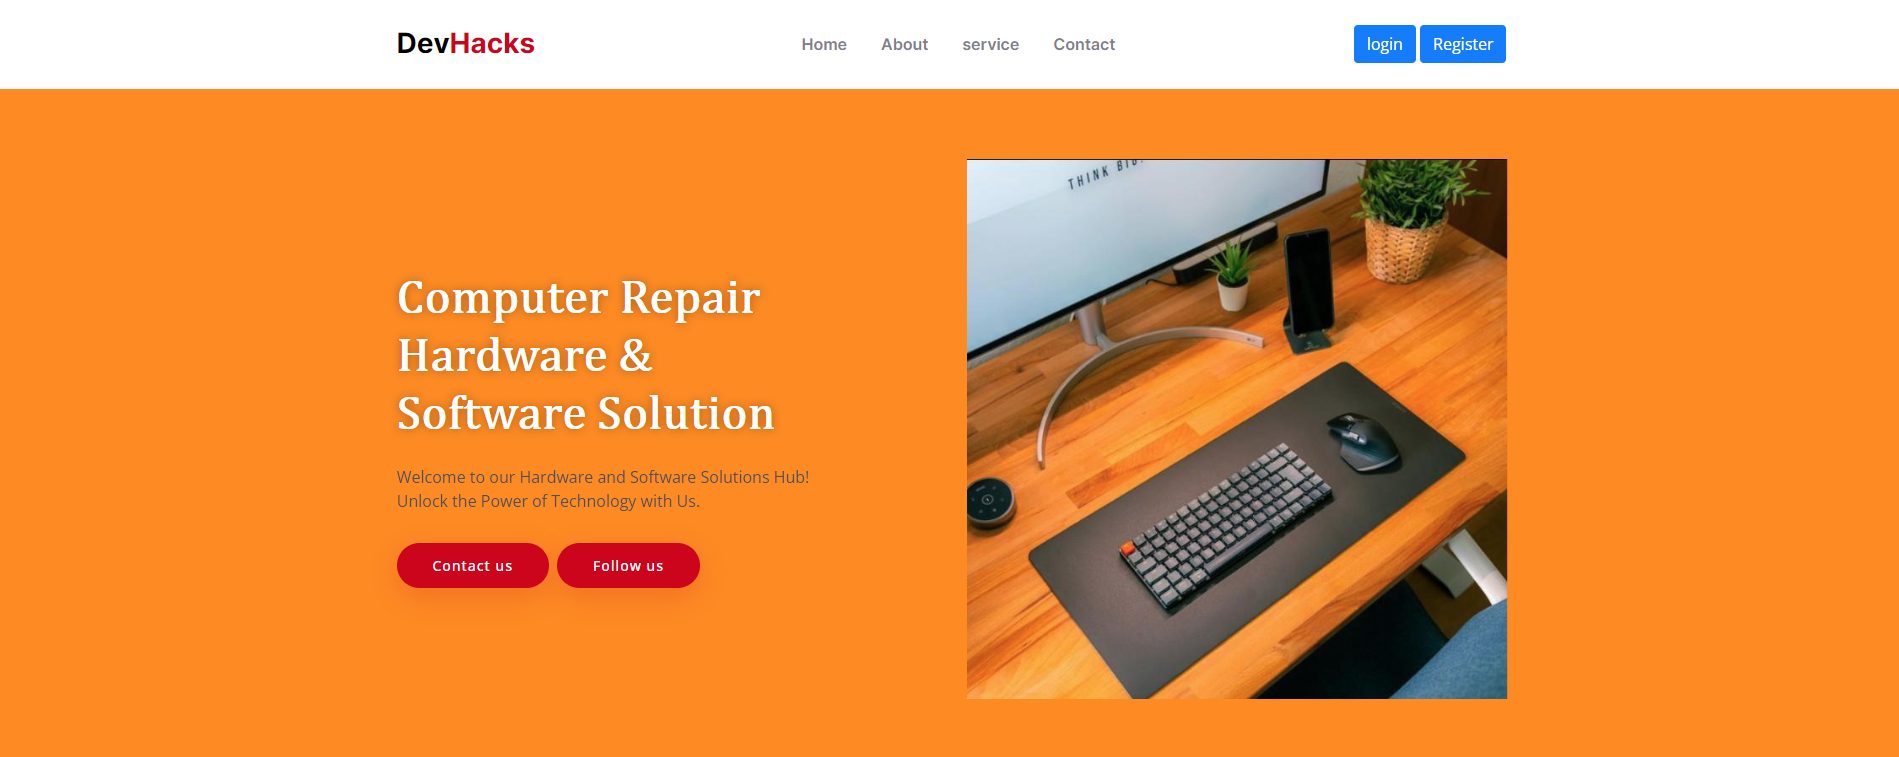 DevHacks
Home
About
service
Contact
login
Register
THINK
Computer Repair
Hardware &
Software Solution
Welcome to our Hardware and Software Solutions Hub!
Unlock the Power of Technology with Us.
Contact us
Follow us